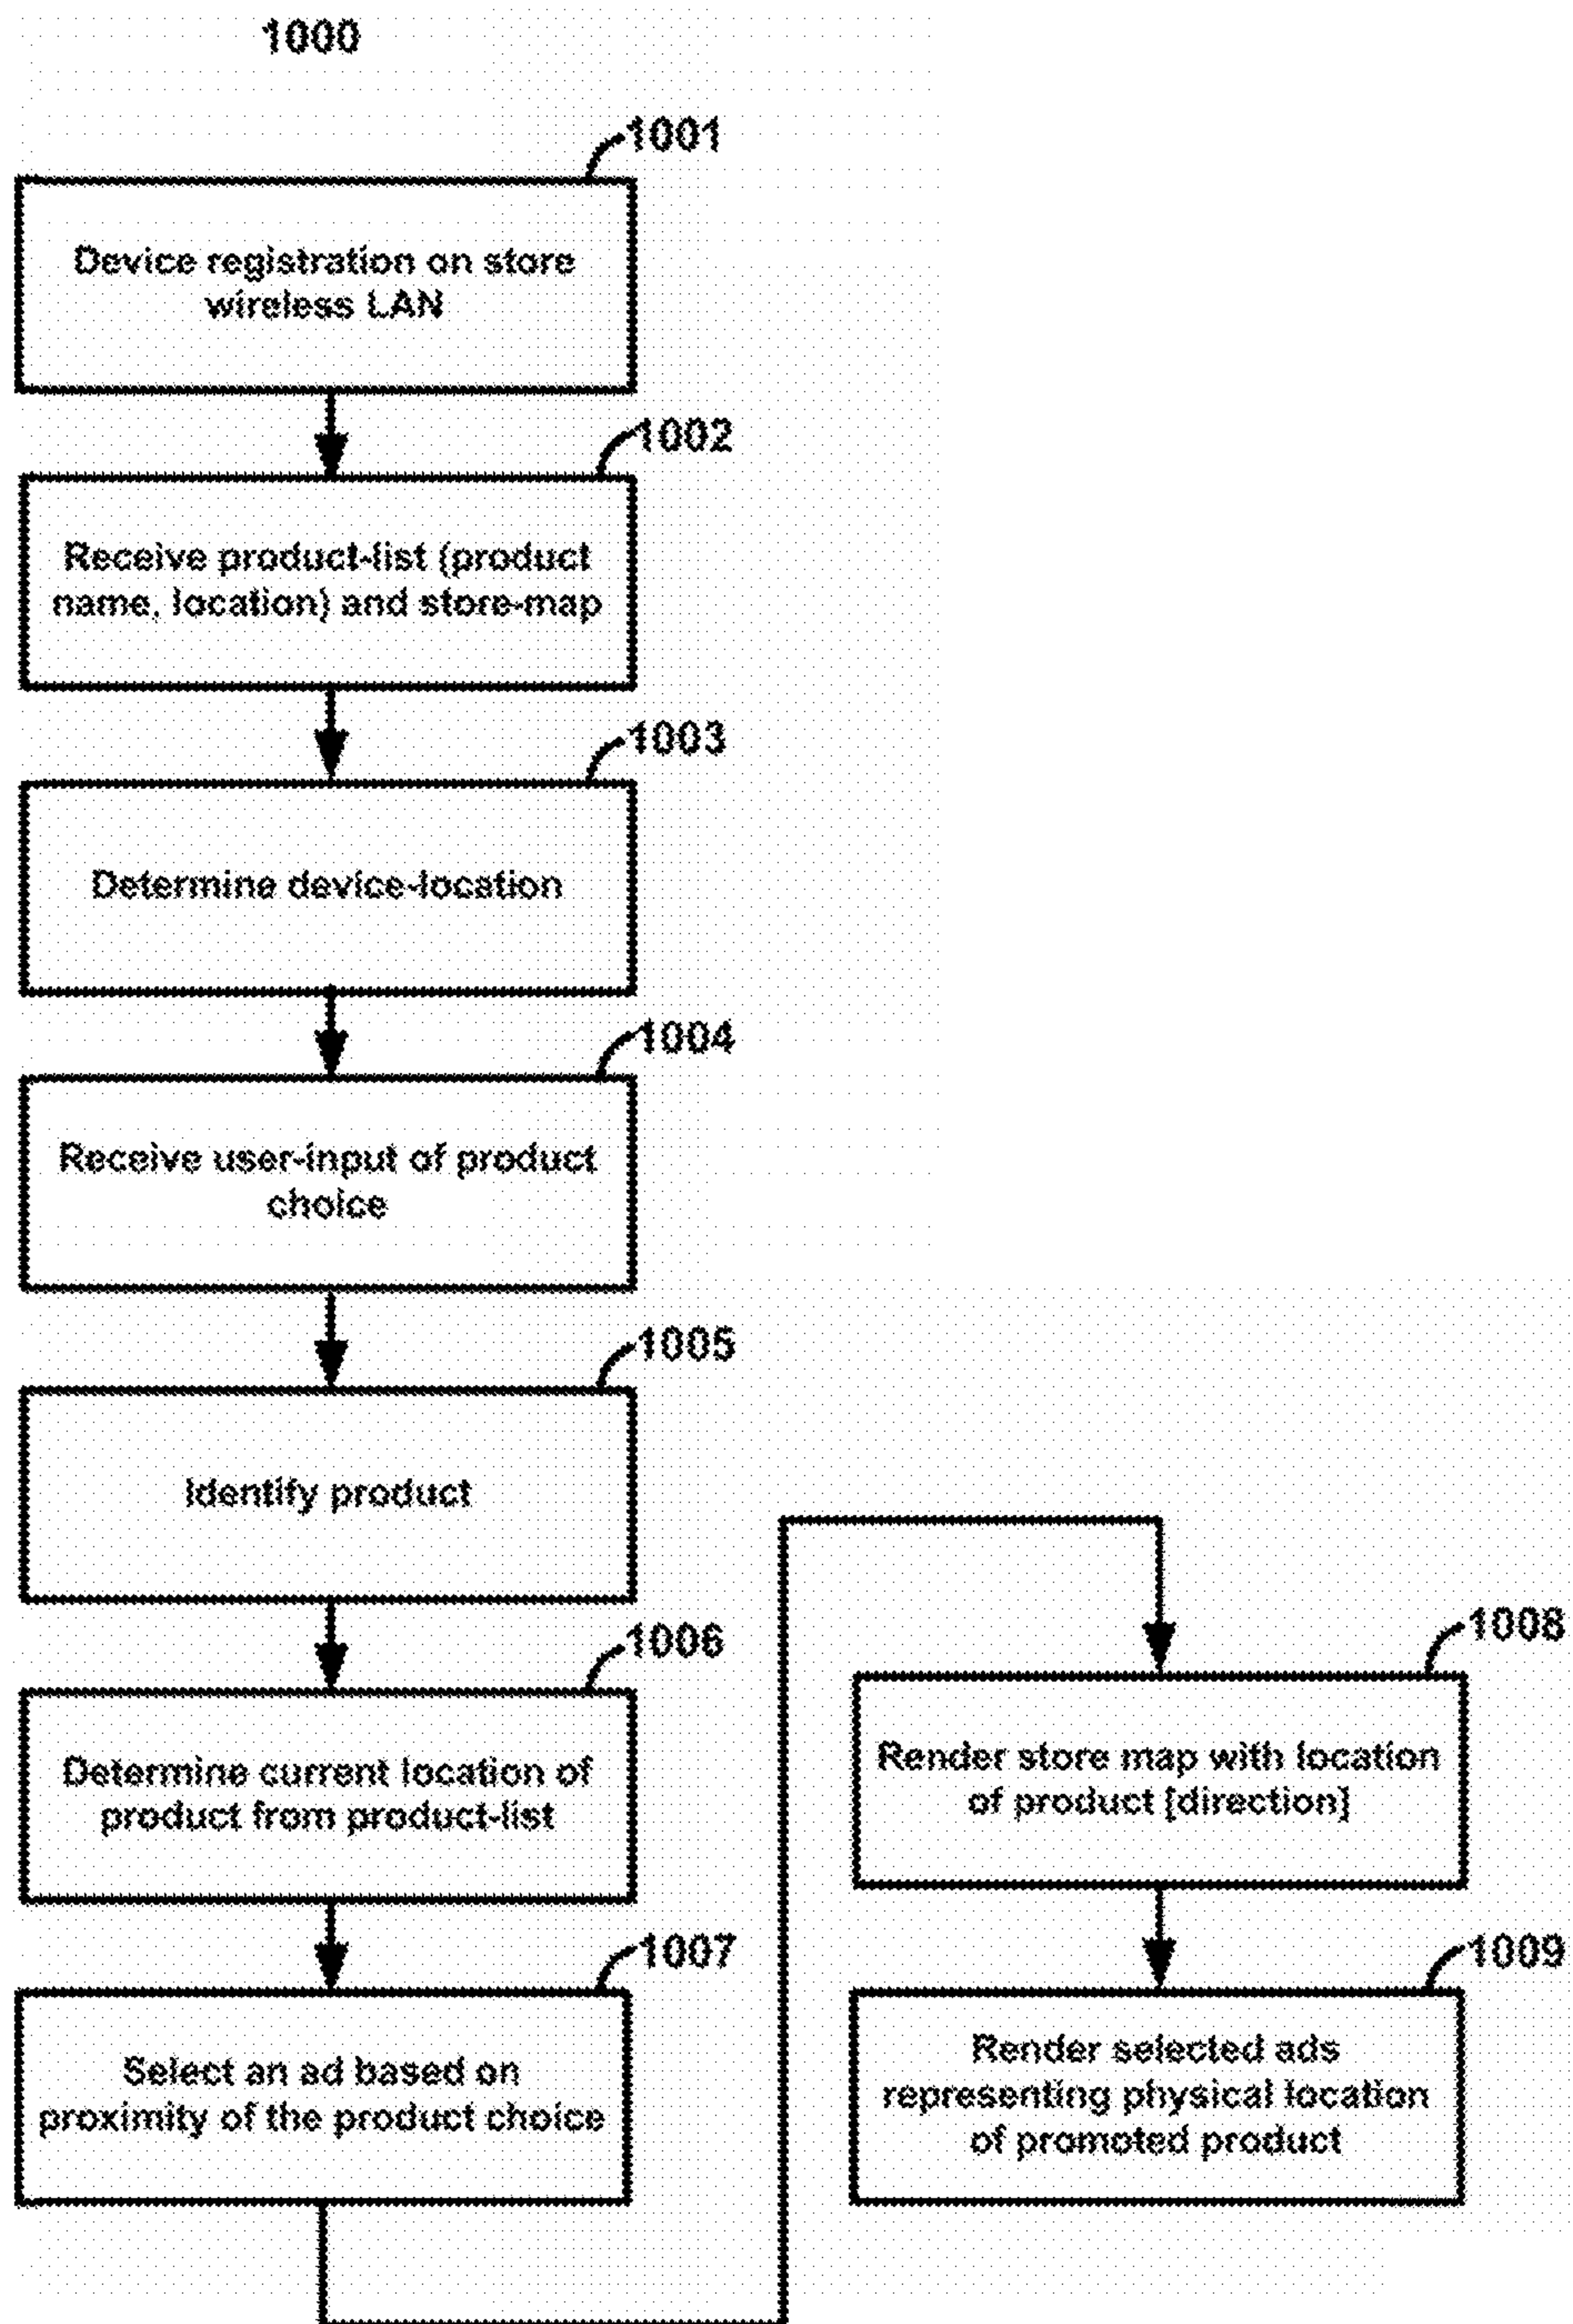 1000
1001
Device registration on store
wireless LAN
1002
Receive product-list (product
name, location) and store-map
1003
Determine device-location
1004
Receive user-input of product
choice
1005
Identify product
1006
Determine current location of
product from product-list
1007
Select an ad based on
proximity of the product choice
1008
Render store map with location
of product [direction]
1009
Render selected ads
representing physical location
of promoted product